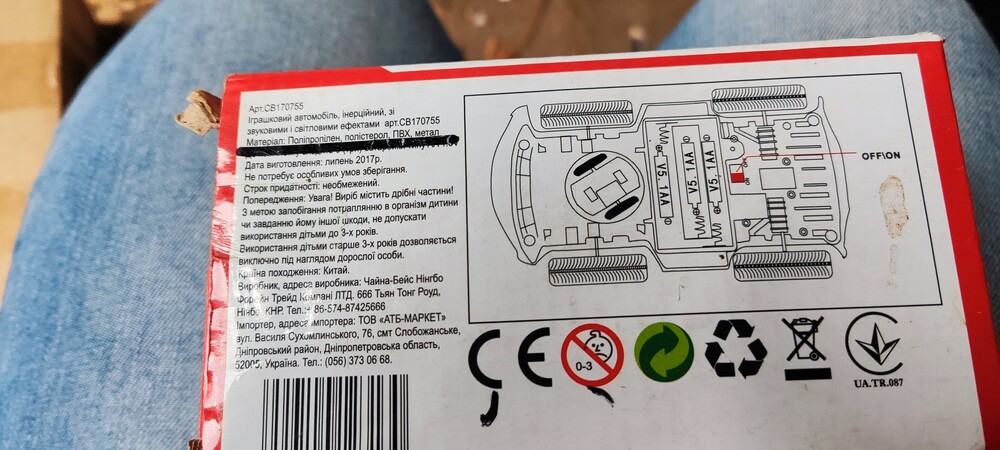 Арт.СВ170755
Іграшковий автомобіль, інерційний, зі
звуковими і світловими ефектами арт.СВ170755
Матеріал: Поліпропілен, полістерол, ПВХ, метал
Дата виготовлення: липень 2017р.
Не потребує особливих умов зберігання.
Строк придатності: необмежений.
Попередження: Увага! Виріб містить дрібні частини!
З метою запобігання потраплянню в організм дитини
чи завданню йому іншої шкоди, не допускати
використання дітьми до 3-х років.
Використання дітьми старше 3-х років дозволяється
виключно під наглядом дорослої особи.
Країна походження: Китай.
Виробник, адреса виробника: Чайна-Бейс Нінгбо
Форейн Трейд Компані ЛТД. 666 Тьян Тонг Роуд,
Нінбо, КНР. Тел.: + 86-574-87425666
Імпортер, адреса імпортера: ТОВ «АТБ-МАРКЕТ»
вул. Василя Сухомлинського, 76, смт Слобожанське,
Дніпровський район, Дніпропетровська область,
52005, Україна. Тел.: (056) 373 06 68.
V5.1AA
V5.1AA
V5.1AA
OFF\ON
CE
0-3
UA.TR.087